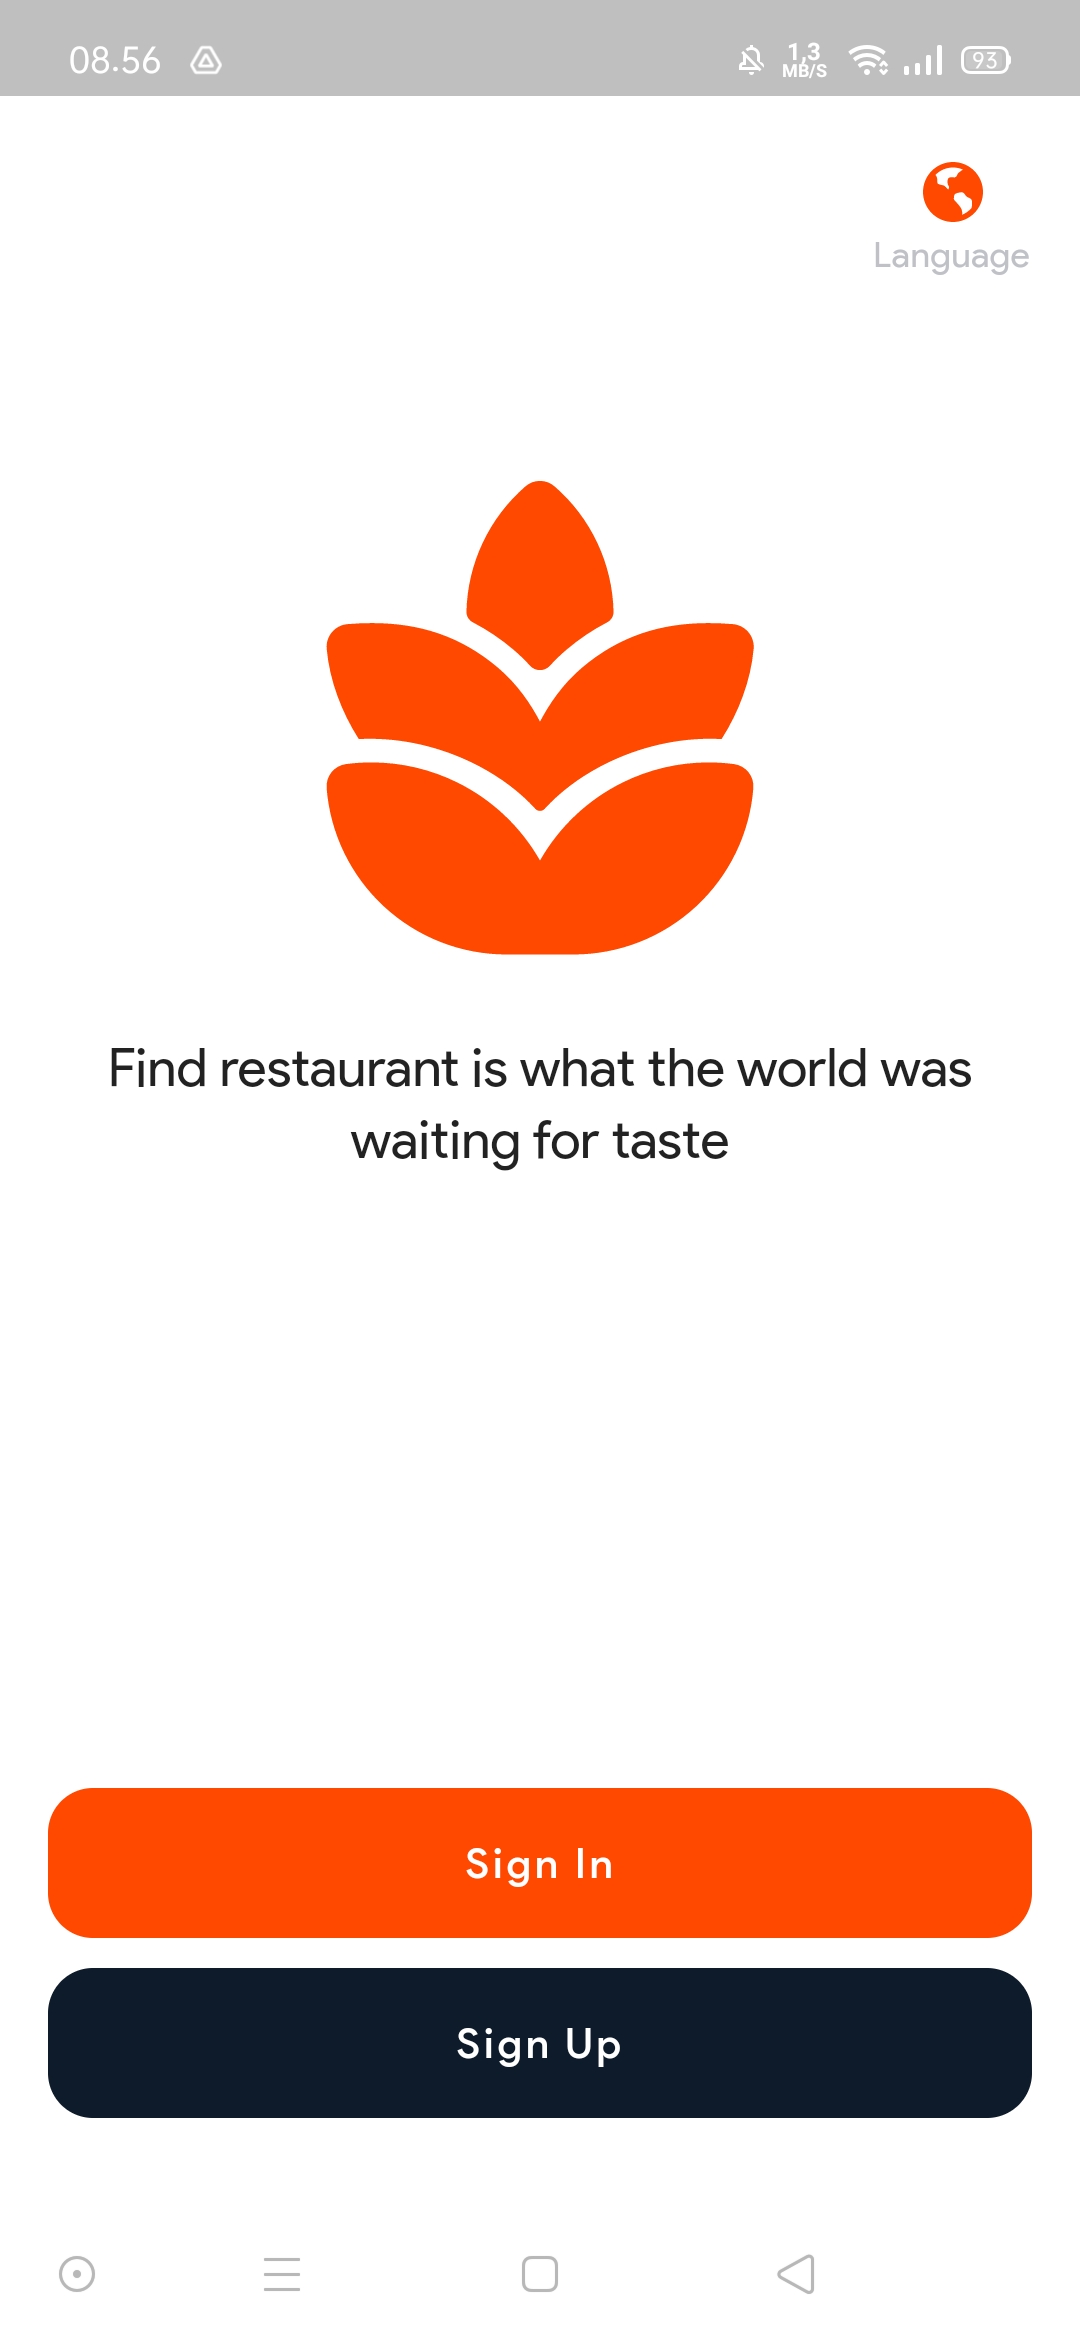 08.56
1,3
MB/S
93
Language
Find restaurant is what the world was
waiting for taste
Sign In
Sign Up